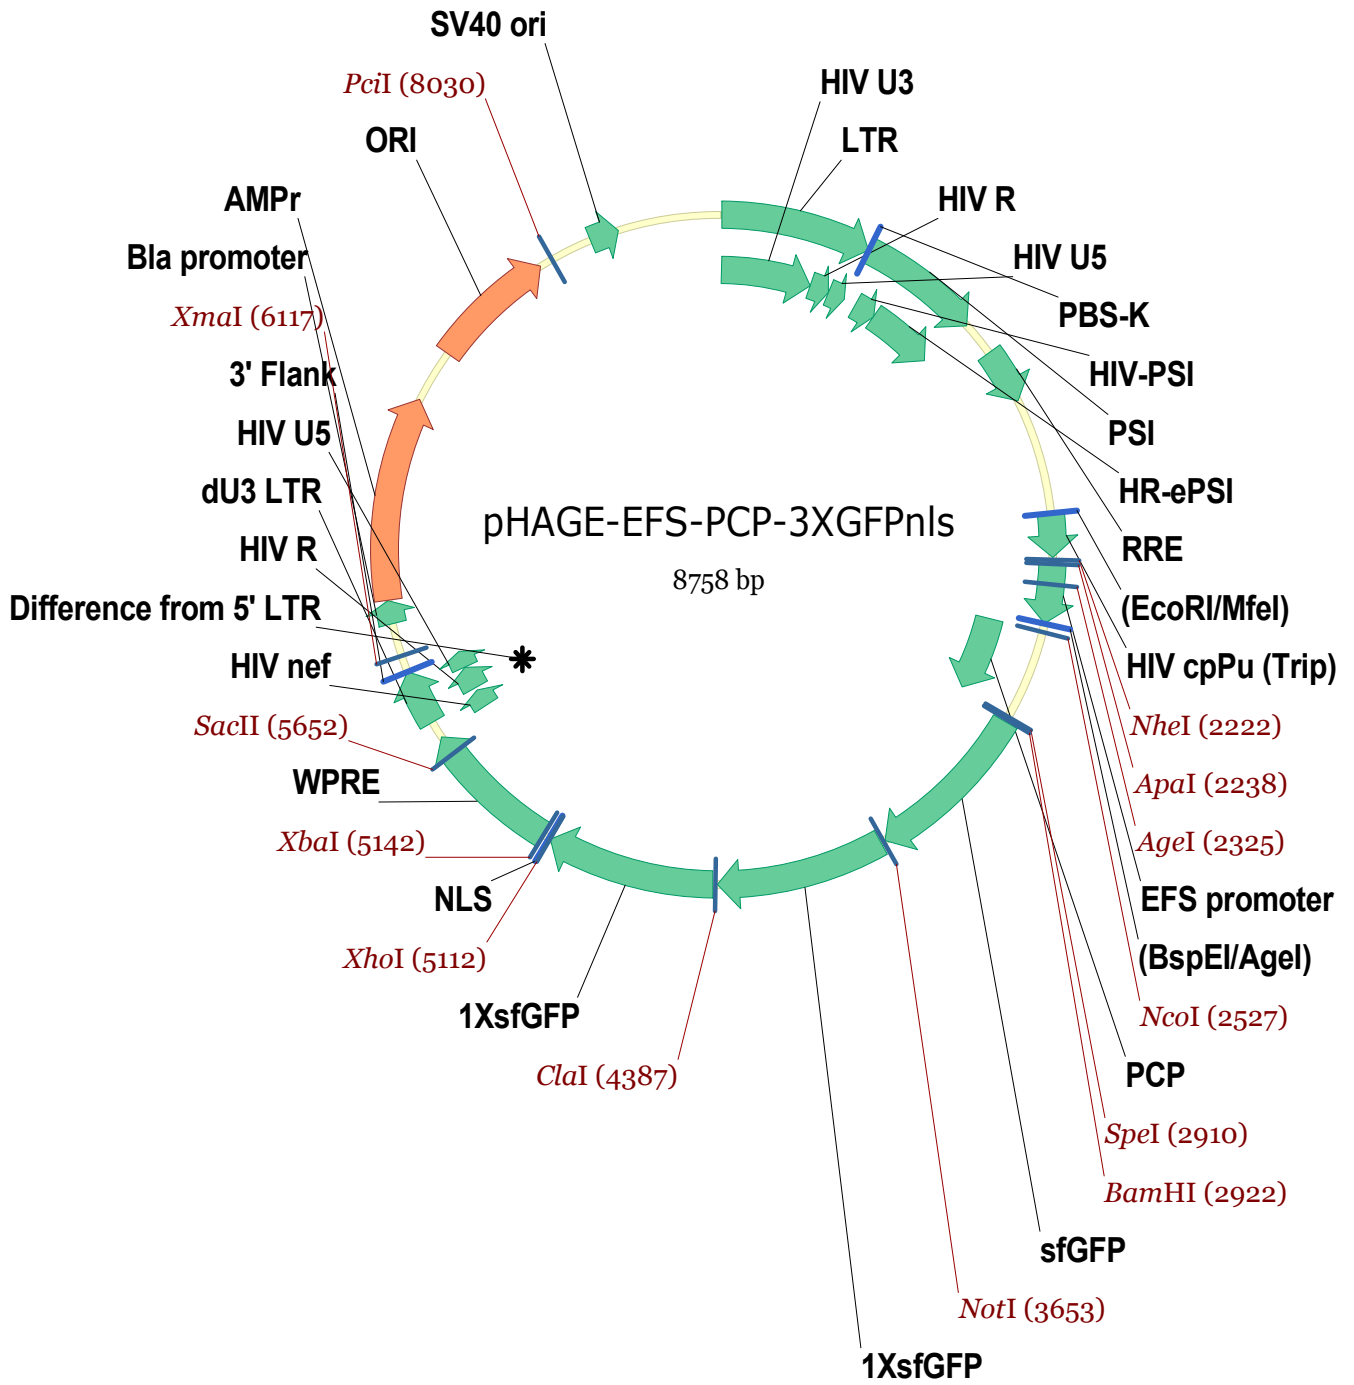 SV40 ori
PciI (8030)
HIV U3
ORI
LTR
AMPr
HIV R
Bla promoter
HIV U5
XmaI (6117)
PBS-K
3' Flank
HIV-PSI
HIV U5
PSI
dU3 LTR
HR-ePSI
pHAGE-EFS-PCP-3XGFPnls
HIV R
RRE
8758 bp
Difference from 5' LTR
(EcoRI/MfeI)
HIV nef
HIV cpPu (Trip)
SacII (5652)
NheI (2222)
WPRE
ApaI (2238)
XbaI (5142)
AgeI (2325)
NLS
EFS promoter
XhoI (5112)
(BspEI/AgeI)
1XsfGFP
NcoI (2527)
ClaI (4387)
PCP
SpeI (2910)
BamHI (2922)
sfGFP
NotI (3653)
1XsfGFP